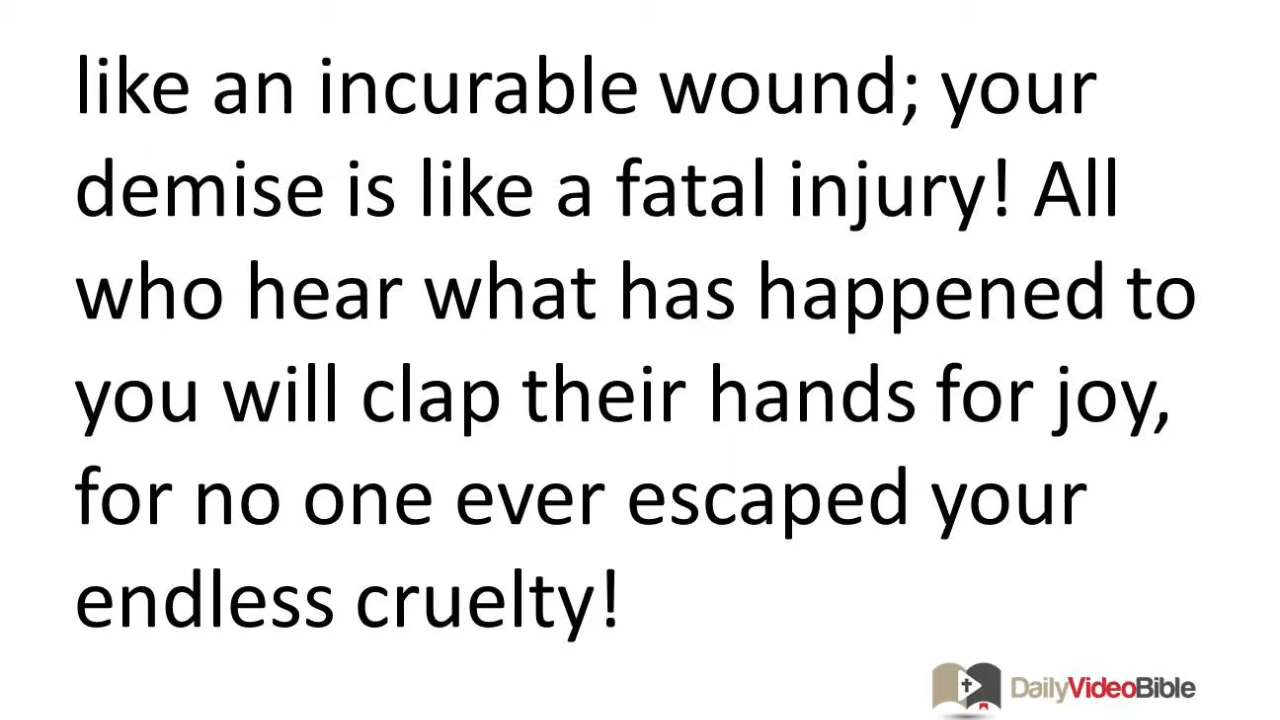 like an incurable wound; your
demise is like a fatal injury! All
who hear what has happened to
you will clap their hands for joy,
for no one ever escaped your
endless cruelty!
DailyVideoBible